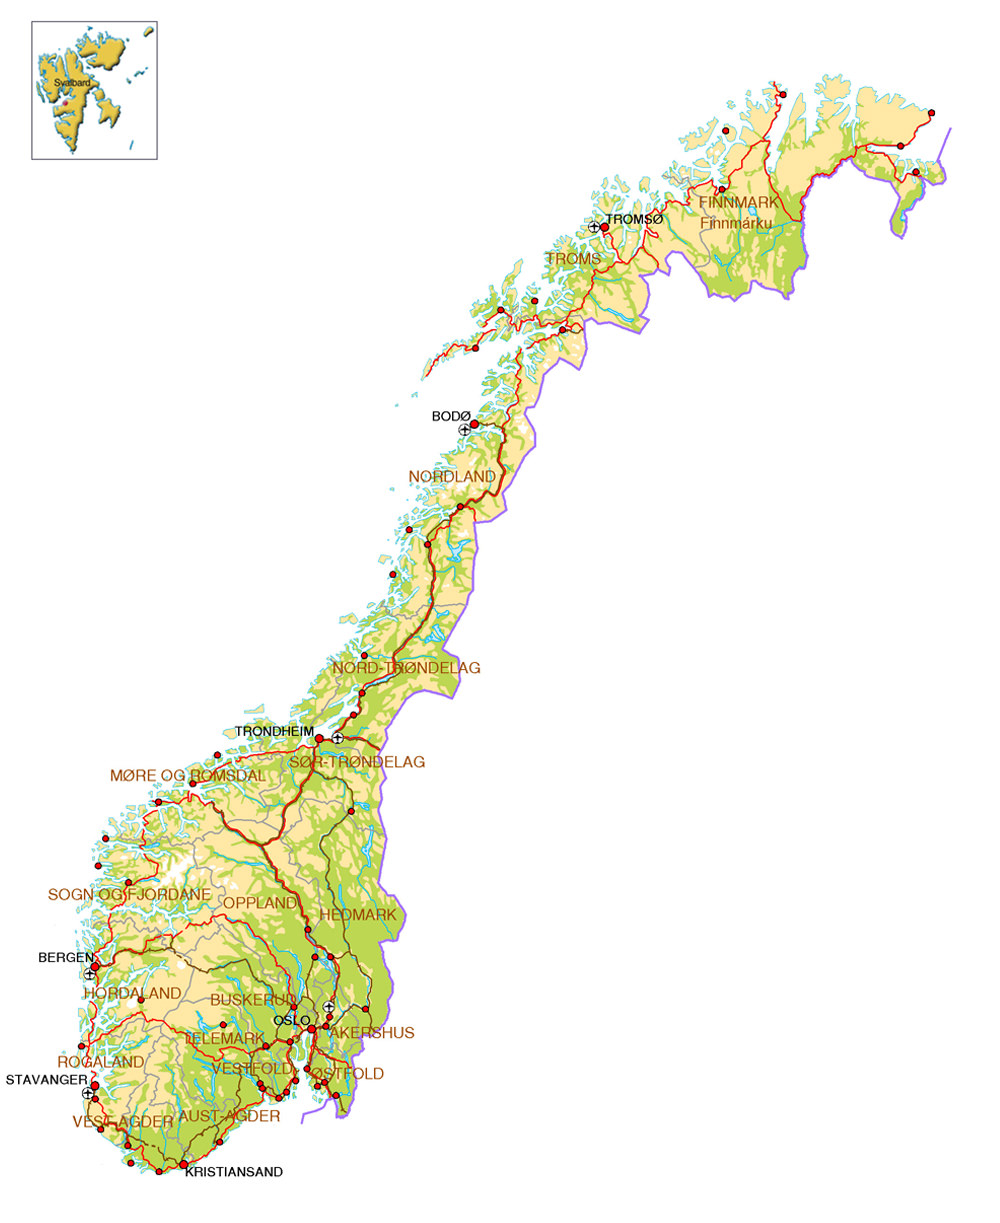 Svalbard
FINNMARK
Finnmárku
TROMSØ
TROMS
BODØ
NORDLAND
NORD-TRØNDELAG
TRONDHEIM
SØR-TRØNDELAG
MØRE OG ROMSDAL
SOGN OG FJORDANE
OPPLAND
HEDMARK
BERGEN
HORDALAND
BUSKERUD
OSLO
AKERSHUS
TELEMARK
ROGALAND
VESTFOLD
ØSTFOLD
STAVANGER
VEST-AGDER
AUST-AGDER
KRISTIANSAND